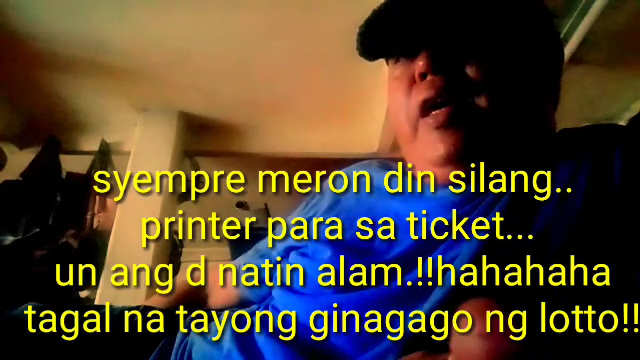 syempre meron din silang..
printer para sa ticket...
un ang d natin alam.!!hahahaha
tagal na tayong ginagago ng lotto!!